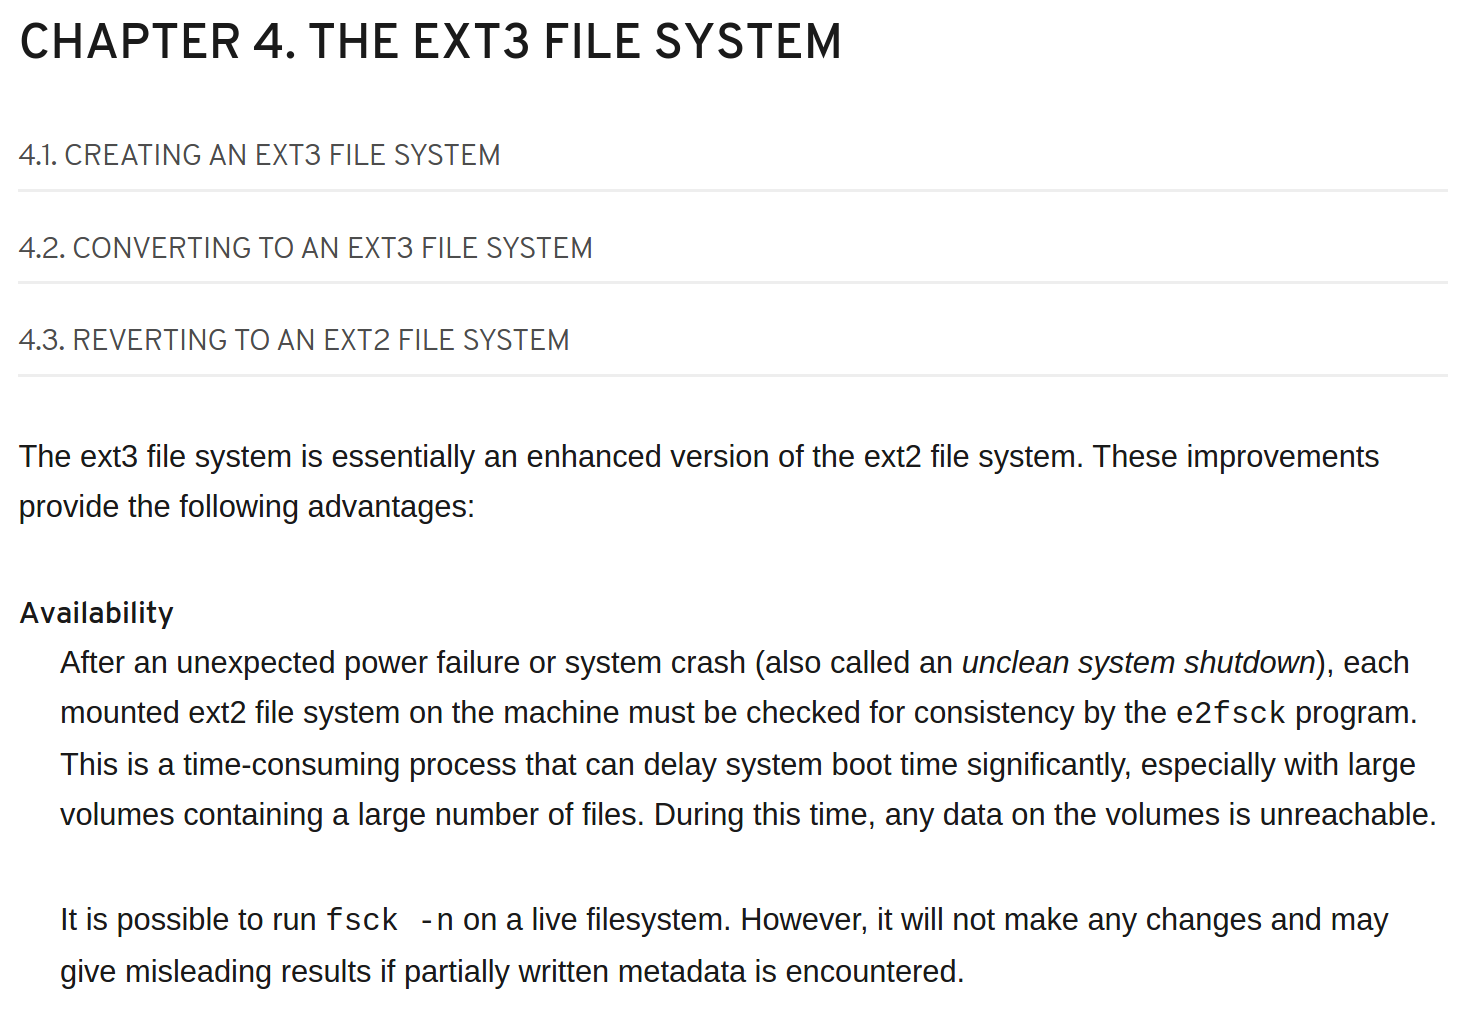 CHAPTER 4. THE EXT3 FILE SYSTEM
4.1. CREATING AN EXT3 FILE SYSTEM
4.2. CONVERTING TO AN EXT3 FILE SYSTEM
4.3. REVERTING TO AN EXT2 FILE SYSTEM
The ext3 file system is essentially an enhanced version of the ext2 file system. These improvements
provide the following advantages:
Availability
After an unexpected power failure or system crash (also called an unclean system shutdown), each
mounted ext2 file system on the machine must be checked for consistency by the e2fsck program.
This is a time-consuming process that can delay system boot time significantly, especially with large
volumes containing a large number of files. During this time, any data on the volumes is unreachable.
It is possible to run fsck -n on a live filesystem. However, it will not make any changes and may
give misleading results if partially written metadata is encountered.